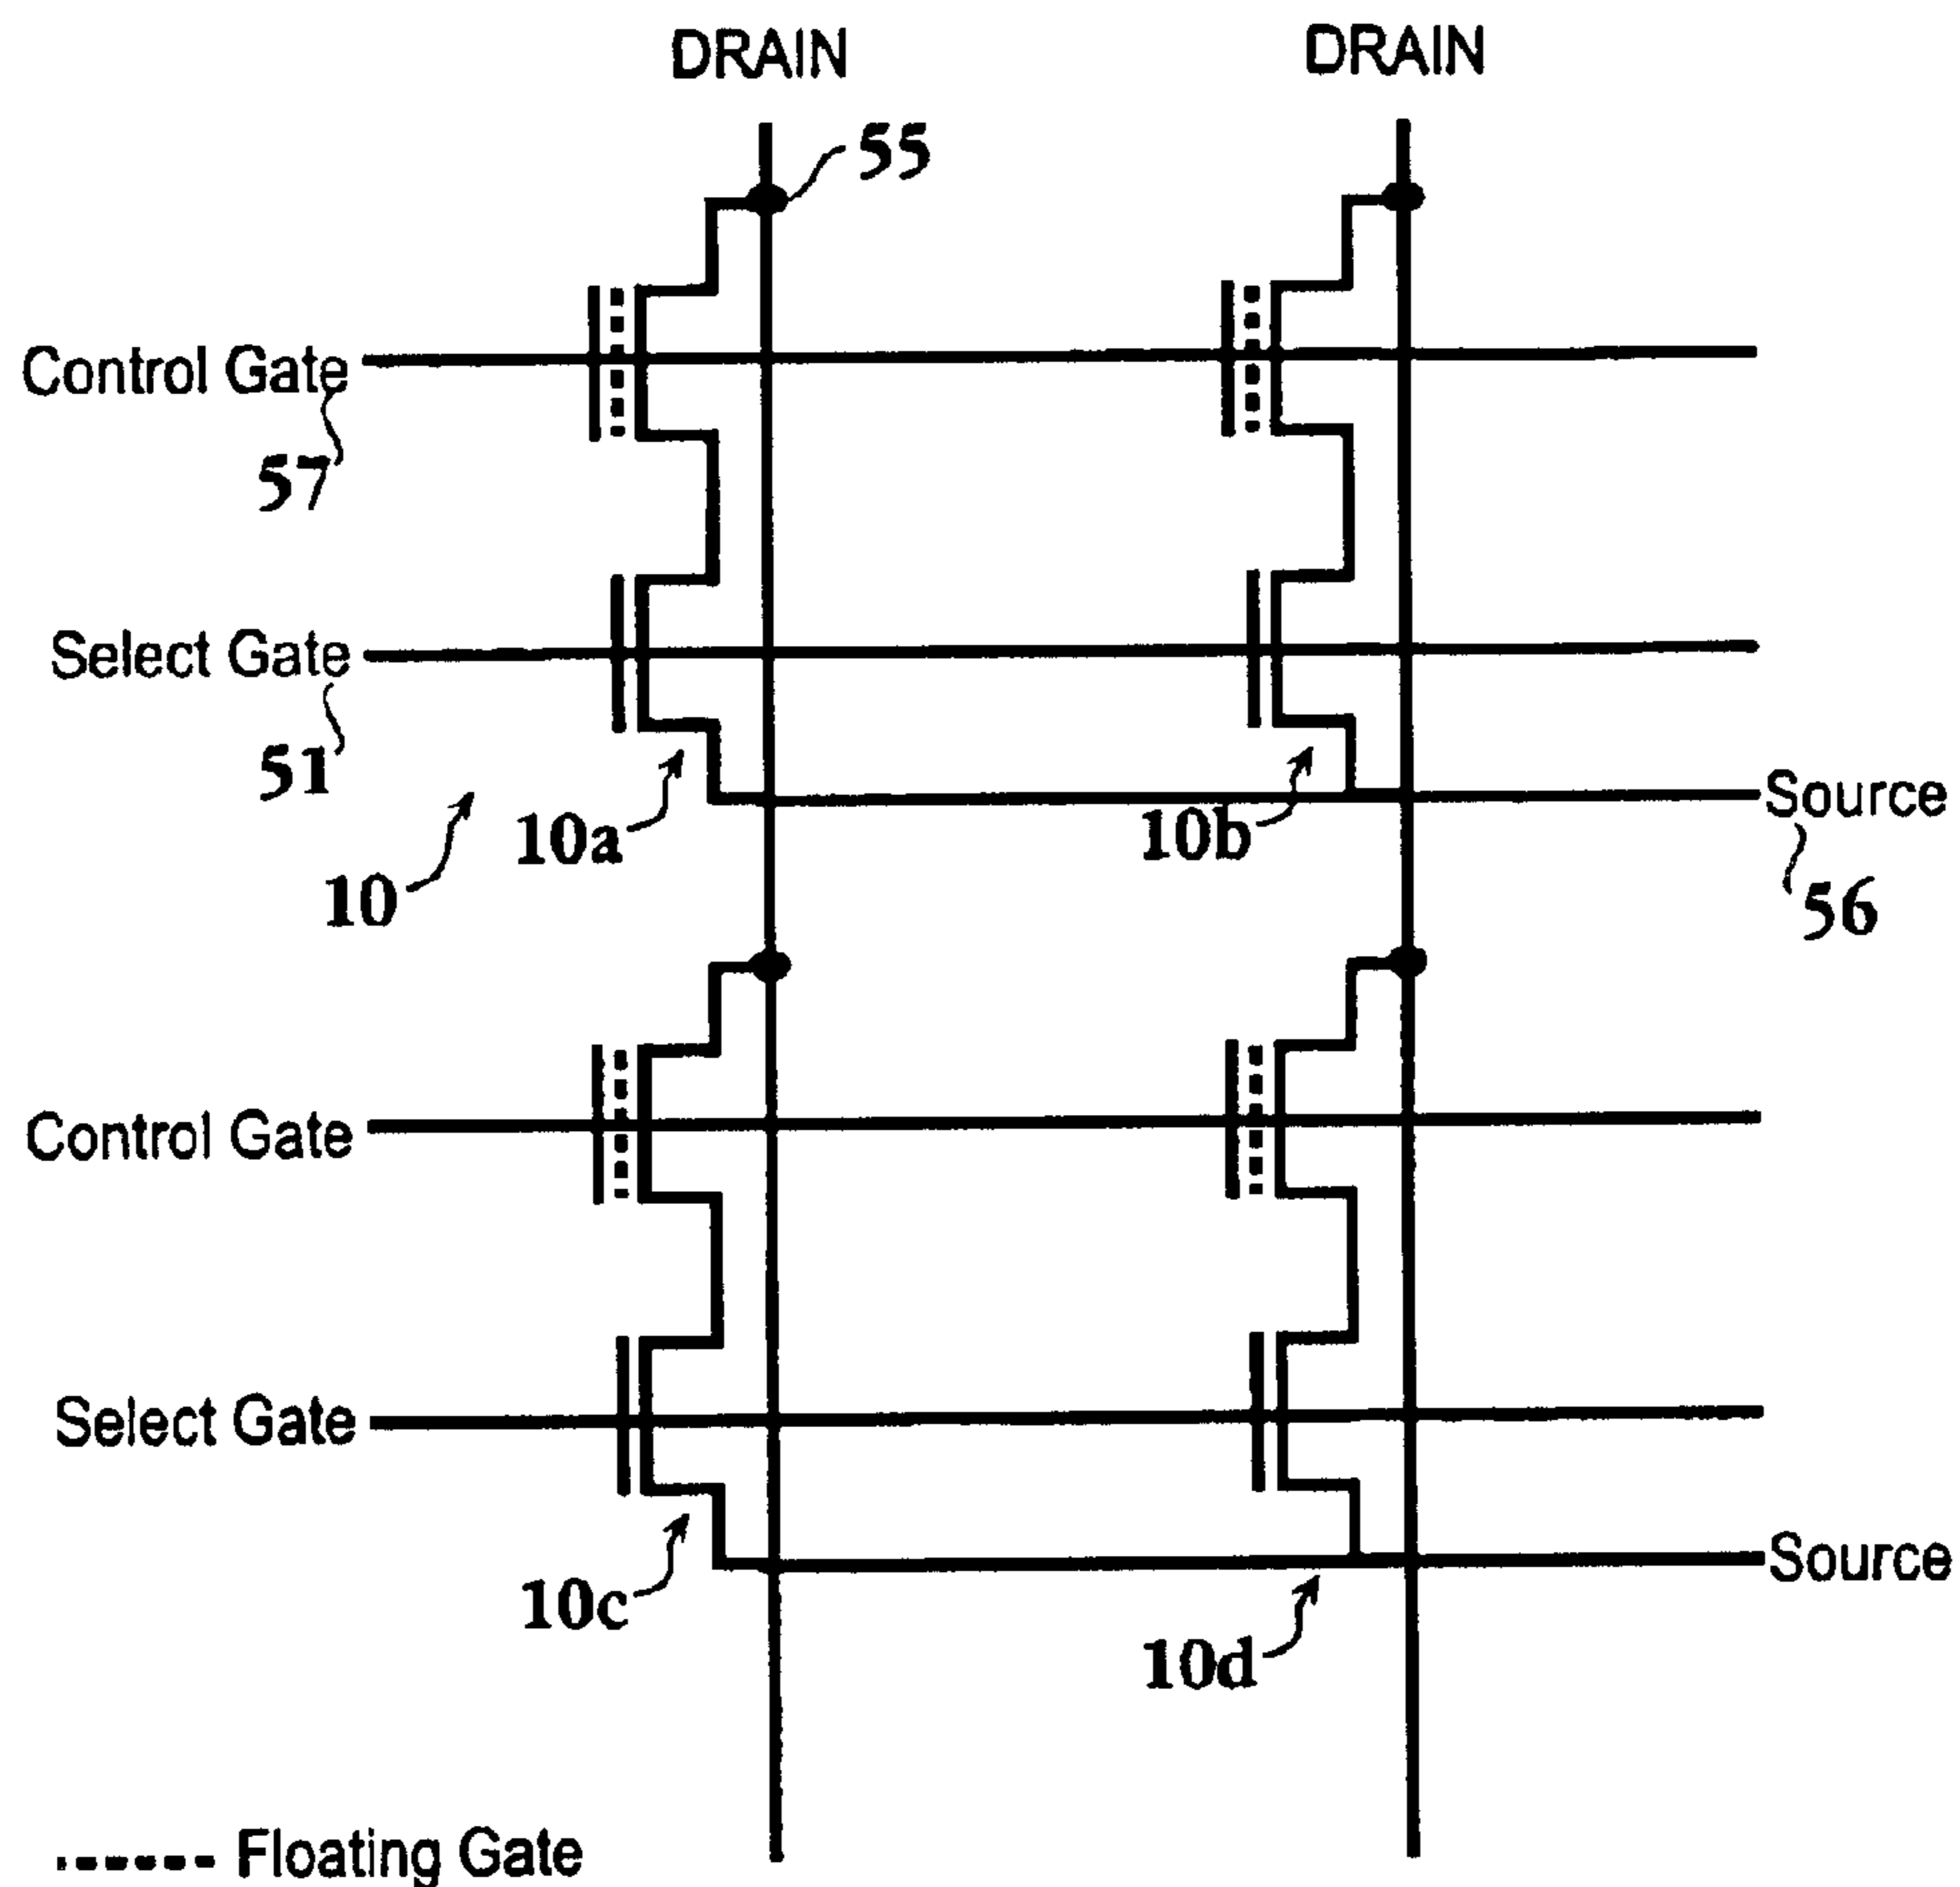 DRAIN DRAIN
55
Control Gate
57
Select Gate
51
10a
10b
Source
10
56
Control Gate
Select Gate
Source
10c
10d
Floating Gate